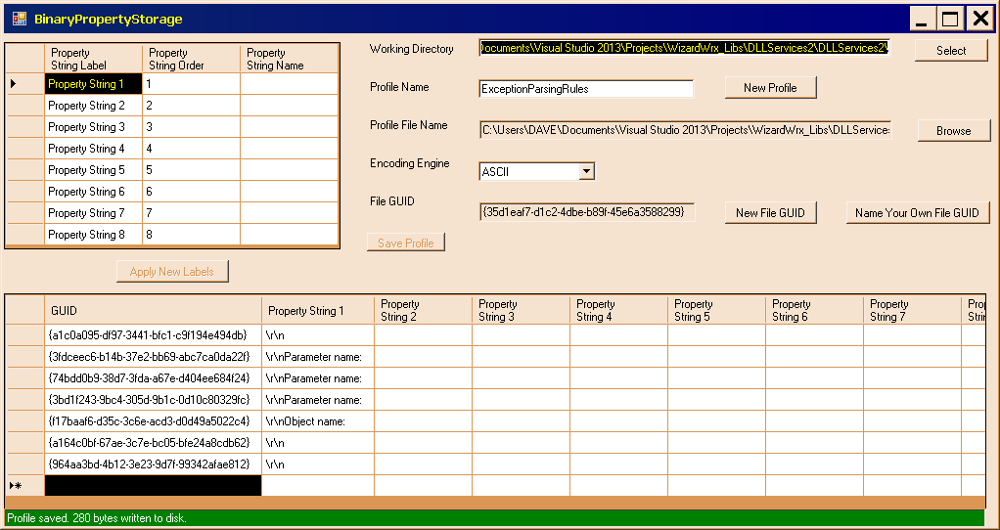 BinaryPropertyStorage
Property String Label Property String Order Property String Name
Property String 1 1
Property String 2 2
Property String 3 3
Property String 4 4
Property String 5 5
Property String 6 6
Property String 7 7
Property String 8 8
Apply New Labels
Working Directory Documents\Visual Studio 2013\Projects\WizardWrx_Libs\DLLServices2\DLLServices2\ Select
Profile Name ExceptionParsingRules New Profile
Profile File Name C:\Users\DAVE\Documents\Visual Studio 2013\Projects\WizardWrx_Libs\DLLService Browse
Encoding Engine ASCII
File GUID {35d1eaf7-d1c2-4dbe-b89f-45e6a3588299} New File GUID Name Your Own File GUID
Save Profile
GUID Property String 1 Property String 2 Property String 3 Property String 4 Property String 5 Property String 6 Property String 7
{a1c0a095-df97-3441-bfc1-c9f194e494db} \r\n
{3fdceec6-b14b-37e2-bb69-abc7ca0da22f} \r\nParameter name:
{74bdd0b9-38d7-3fda-a67e-d404ee684f24} \r\nParameter name:
{3bd1f243-9bc4-305d-9b1c-0d10c80329fc} \r\nParameter name:
{f17baaf6-d35c-3c6e-acd3-d0d49a5022c4} \r\nObject name:
{a164c0bf-67ae-3c7e-bc05-bfe24a8cdb62} \r\n
{964aa3bd-4b12-3e23-9d7f-99342afae812} \r\n
Profile saved. 280 bytes written to disk.